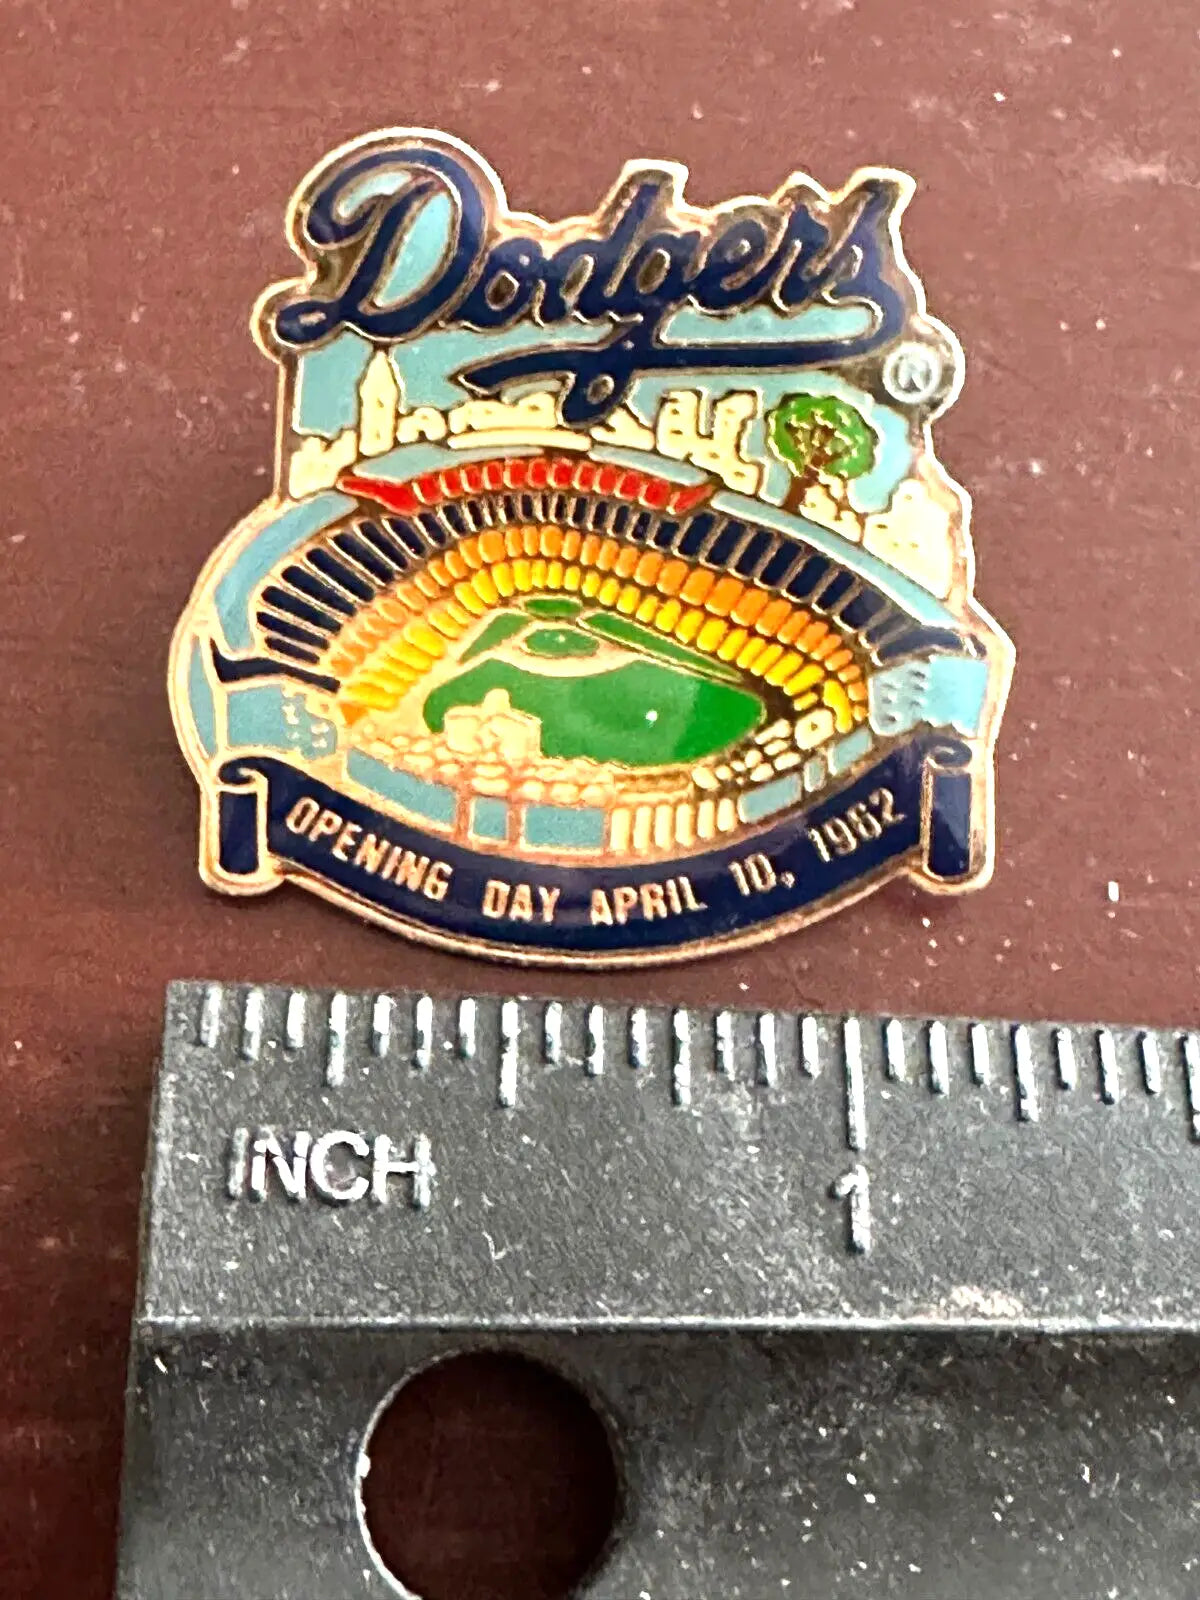 Dodgers
®
OPENING DAY APRIL 10, 1962
INCH
1